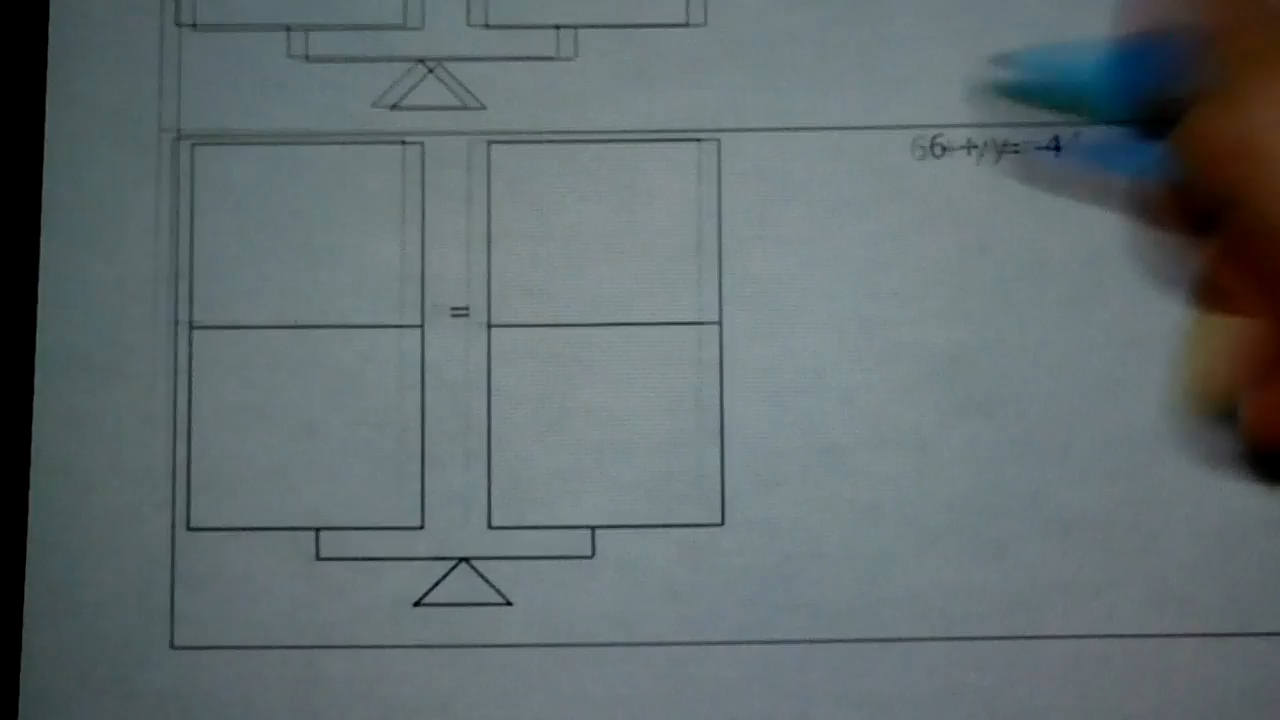 6 + y = -4
=